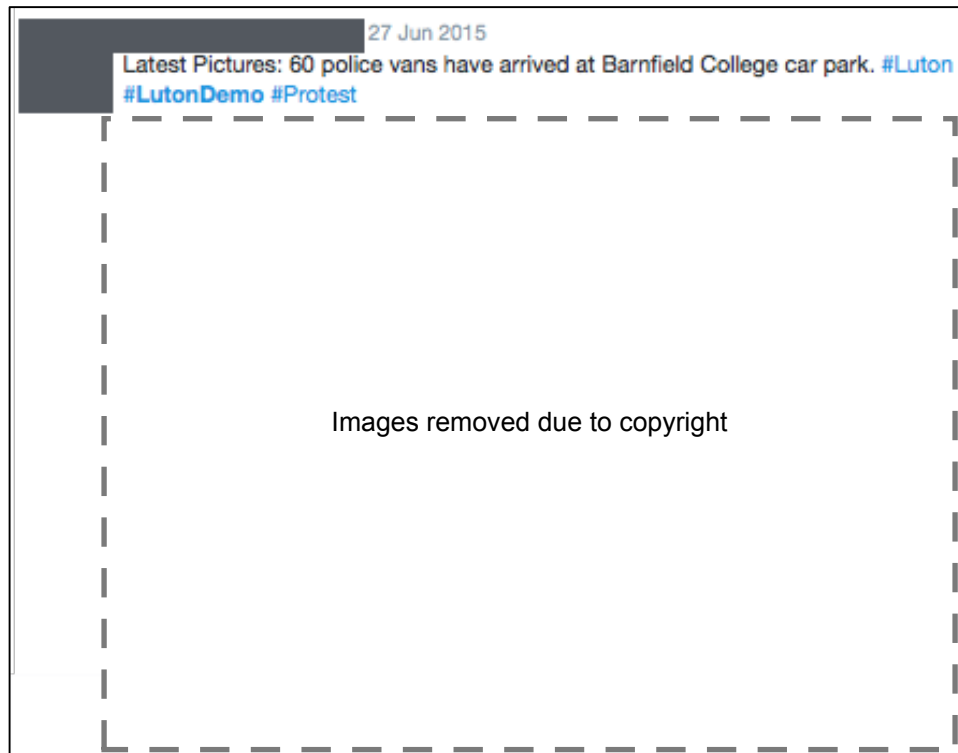 27 Jun 2015
Latest Pictures: 60 police vans have arrived at Barnfield College car park. #Luton
#LutonDemo #Protest
Images removed due to copyright